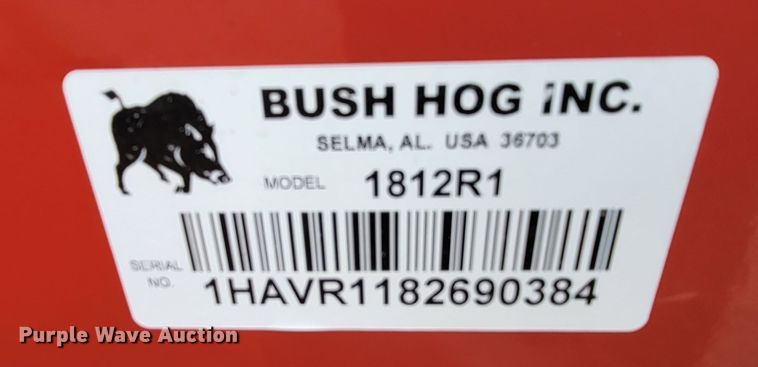 BUSH HOG INC.
SELMA, AL. USA 36703
MODEL 1812R1
SERIAL
NO.
1HAVR1182690384
Purple Wave Auction